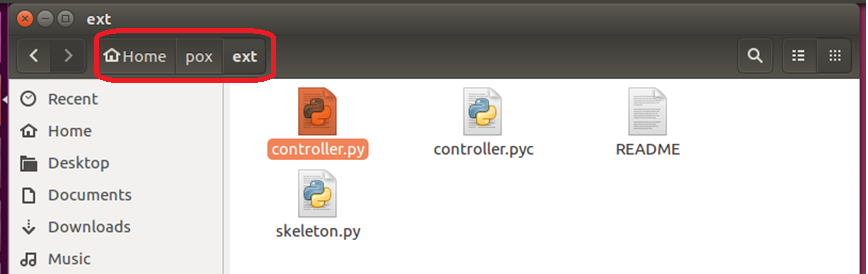 ext
Home pox ext
Recent
Home
Desktop
Documents
Downloads
Music
controller.py controller.pyc README
skeleton.py